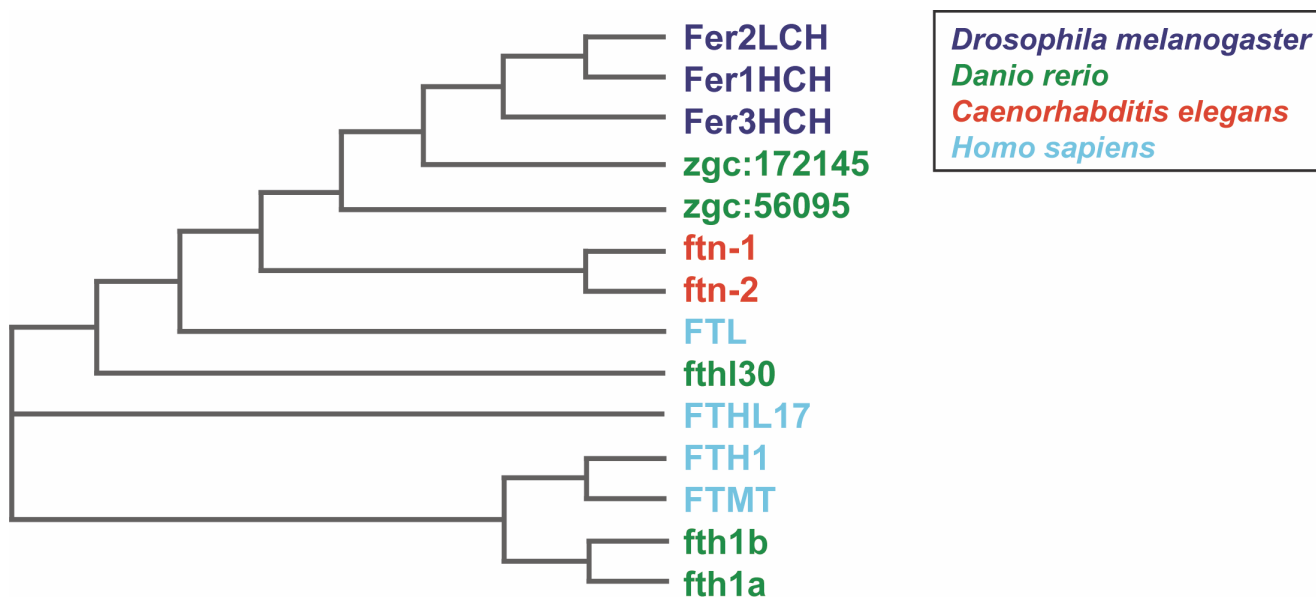 Fer2LCH
Fer1HCH
Fer3HCH
zgc:172145
zgc:56095
ftn-1
ftn-2
FTL
fthl30
FTHL17
FTH1
FTMT
fth1b
fth1a
Drosophila melanogaster
Danio rerio
Caenorhabditis elegans
Homo sapiens